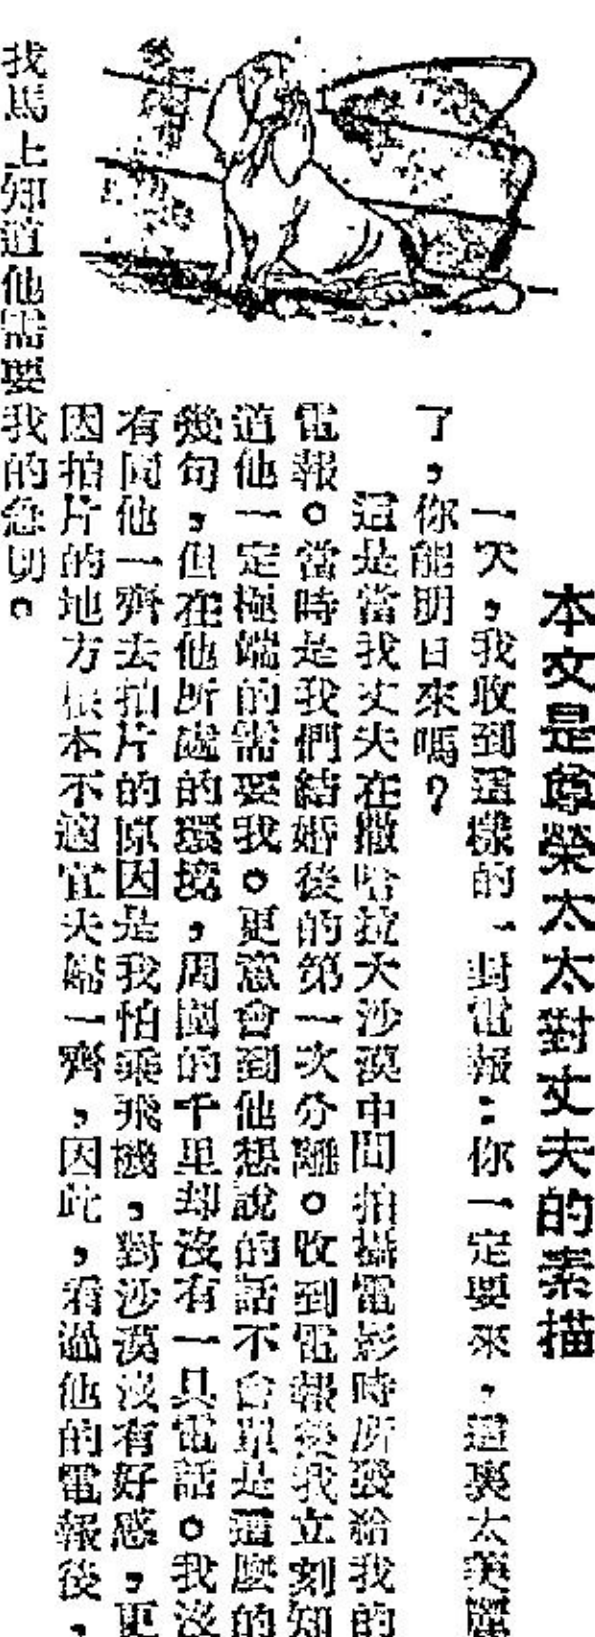 本文是尊榮太太對丈夫的素描
一天，我收到這樣的一封電報：你一定要來，這裏太美麗
了，你能明日來嗎？
這是當我丈夫在撒哈拉大沙漠中間拍攝電影時所發給我的
電報。當時是我們結婚後的第一次分離。收到電報後我立刻知
道他一定極端的需要我。更意會到他想說的話不會單是這麼的
幾句，但在他所處的環境，周圍的千里却沒有一具電話。我沒
有同他一齊去拍片的原因是我怕乘飛機，對沙漠沒有好感，更
因拍片的地方根本不適宜夫婦一齊，因此，看過他的電報後，
我馬上知道他需要我的急切。